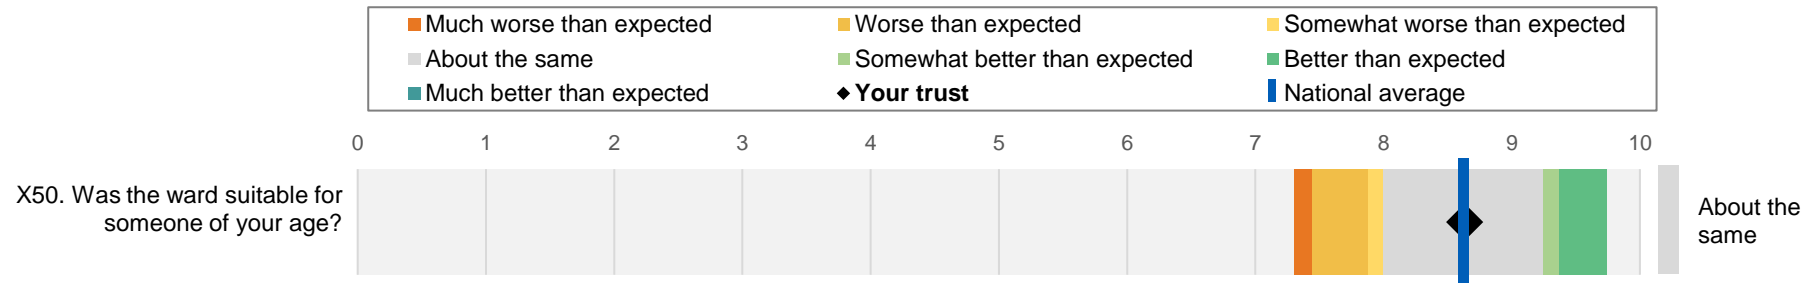 Much worse than expected Worse than expected Somewhat worse than expected
About the same Somewhat better than expected Better than expected
Much better than expected Your trust National average
0 1 2 3 4 5 6 7 8 9 10
X50. Was the ward suitable for
someone of your age?
About the
same